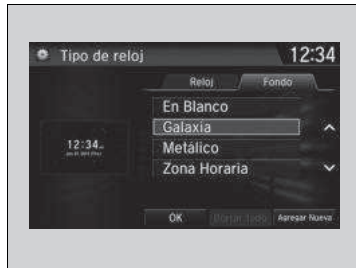 Tipo de reloj
12:34
Reloj
Fondo
En Blanco
Galaxia
Metálico
Zona Horaria
12:34
OK
Borrar Todo
Agregar Nueva